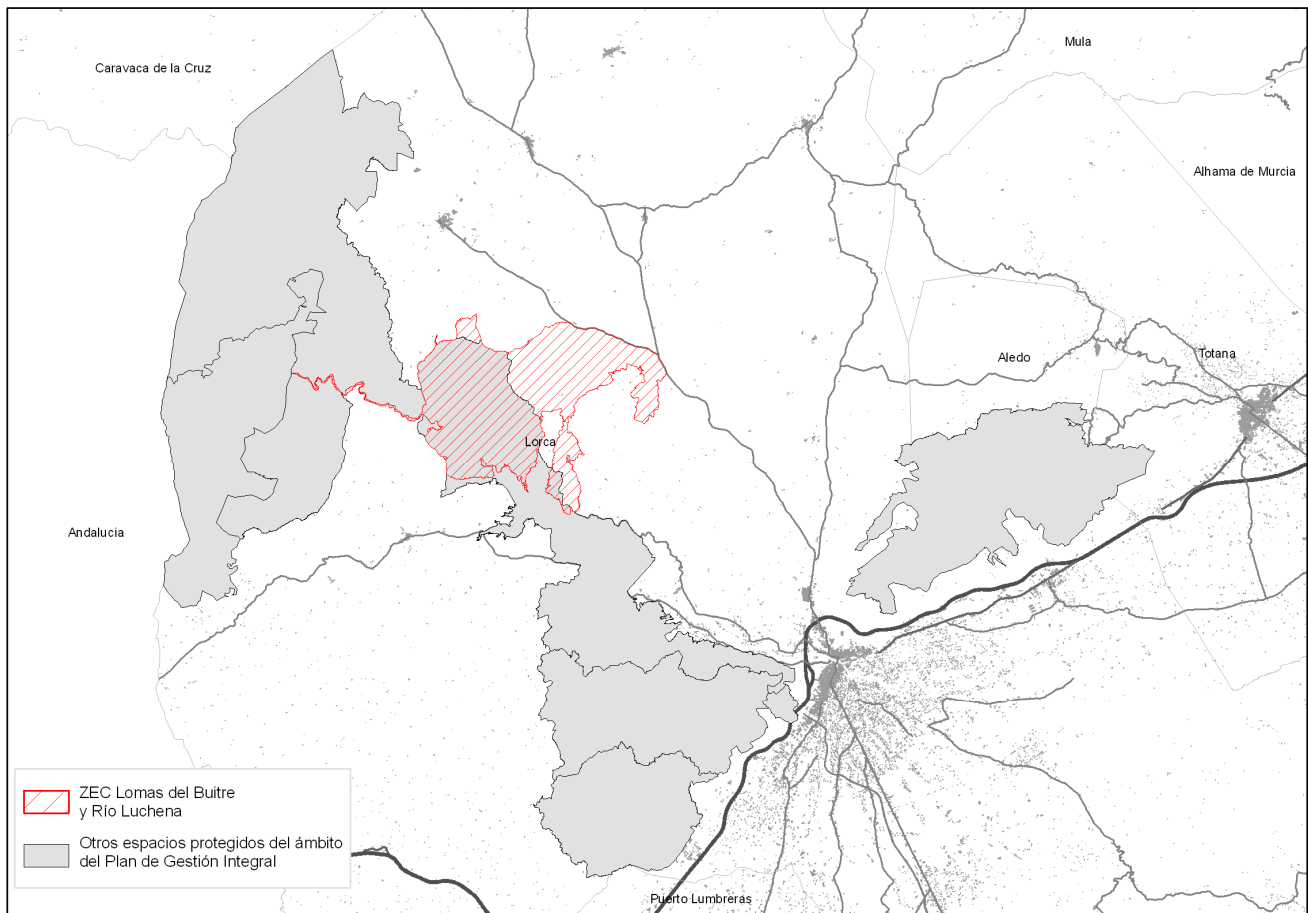 Mula
Caravaca de la Cruz
Alhama de Murcia
Aledo
Totana
Lorca
Andalucía
ZEC Lomas del Buitre
y Río Luchena
Otros espacios protegidos del ámbito
del Plan de Gestión Integral
Puerto Lumbreras